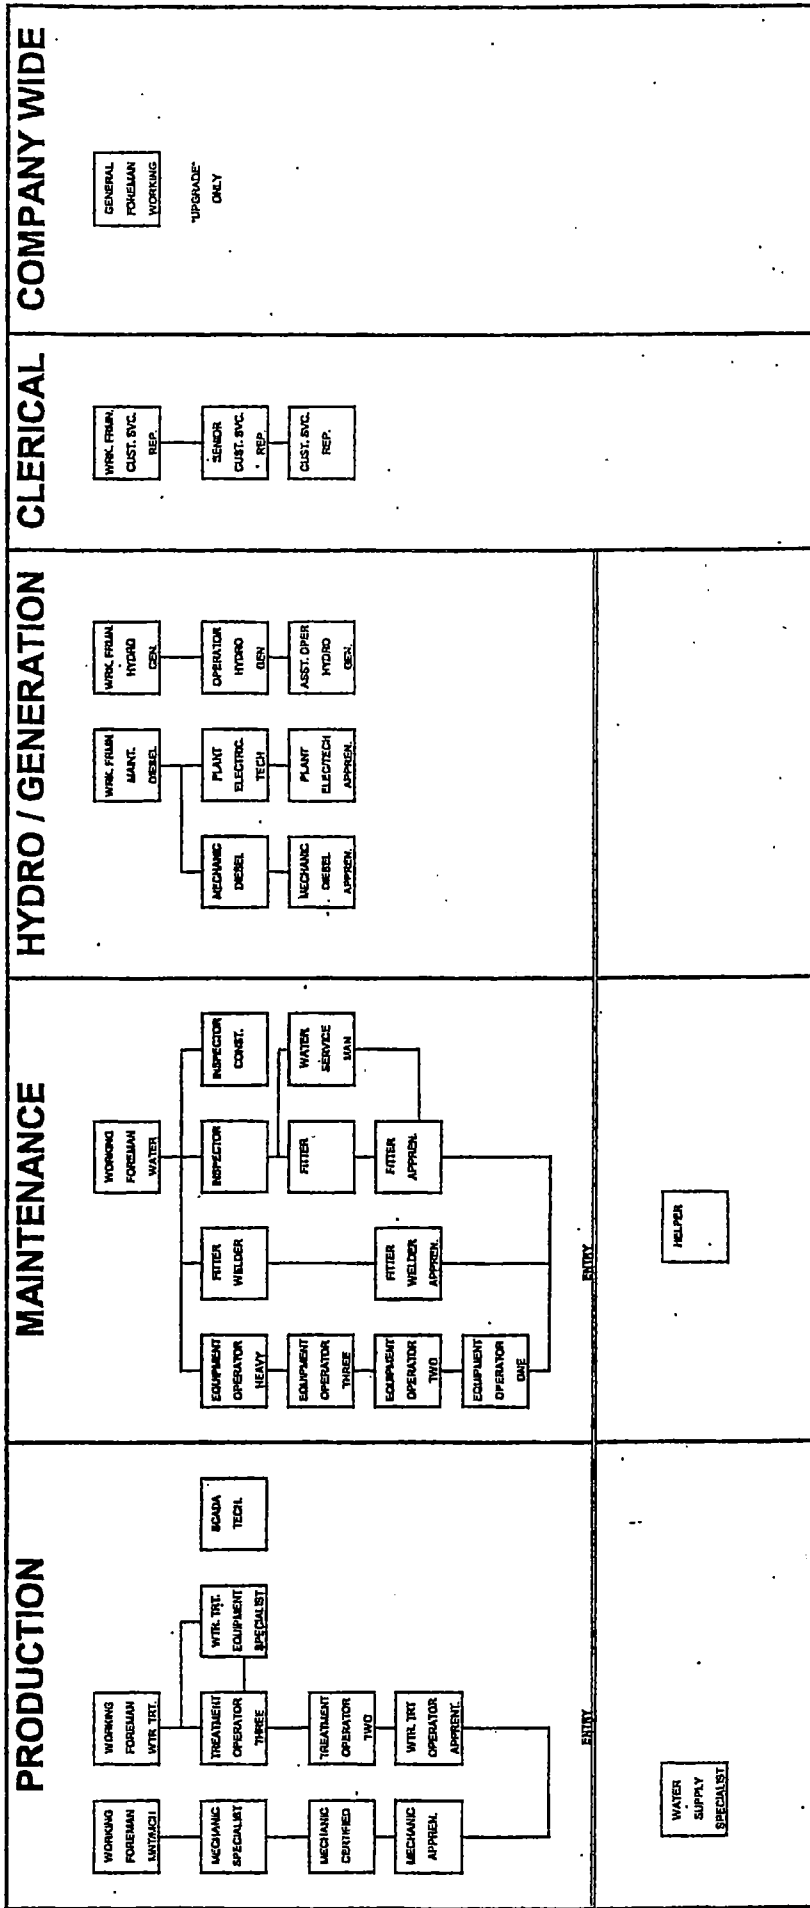 PRODUCTION
WORKING
FOREMAN
MNT/MCH
MECHANIC
SPECIALIST
MECHANIC
CERTIFIED
MECHANIC
APPREN.
WORKING
FOREMAN
WTR. TRT.
TREATMENT
OPERATOR
THREE
TREATMENT
OPERATOR
TWO
WTR. TRT
OPERATOR
APPRENT.
WTR. TRT.
EQUIPMENT
SPECIALIST
SCADA
TECH.
ENTRY
WATER
SUPPLY
SPECIALIST
MAINTENANCE
WORKING
FOREMAN
WATER
EQUIPMENT
OPERATOR
HEAVY
EQUIPMENT
OPERATOR
THREE
EQUIPMENT
OPERATOR
TWO
EQUIPMENT
OPERATOR
ONE
FITTER
WELDER
FITTER
WELDER
APPREN.
INSPECTOR
FITTER
FITTER
APPREN.
INSPECTOR
CONST.
WATER
SERVICE
MAN
ENTRY
HELPER
HYDRO / GENERATION
WRK. FRMN
MAINT.
DIESEL
MECHANIC
DIESEL
MECHANIC
DIESEL
APPREN.
PLANT
ELECTRIC.
TECH
PLANT
ELEC/TECH
APPREN.
WRK. FRMN.
HYDRO
GEN.
OPERATOR
HYDRO
GEN
ASST. OPER
HYDRO
GEN.
CLERICAL
WRK. FRMN.
CUST. SVC.
REP.
SENIOR
CUST. SVC.
REP.
CUST. SVC.
REP.
COMPANY WIDE
GENERAL
FOREMAN
WORKING
"UPGRADE"
ONLY